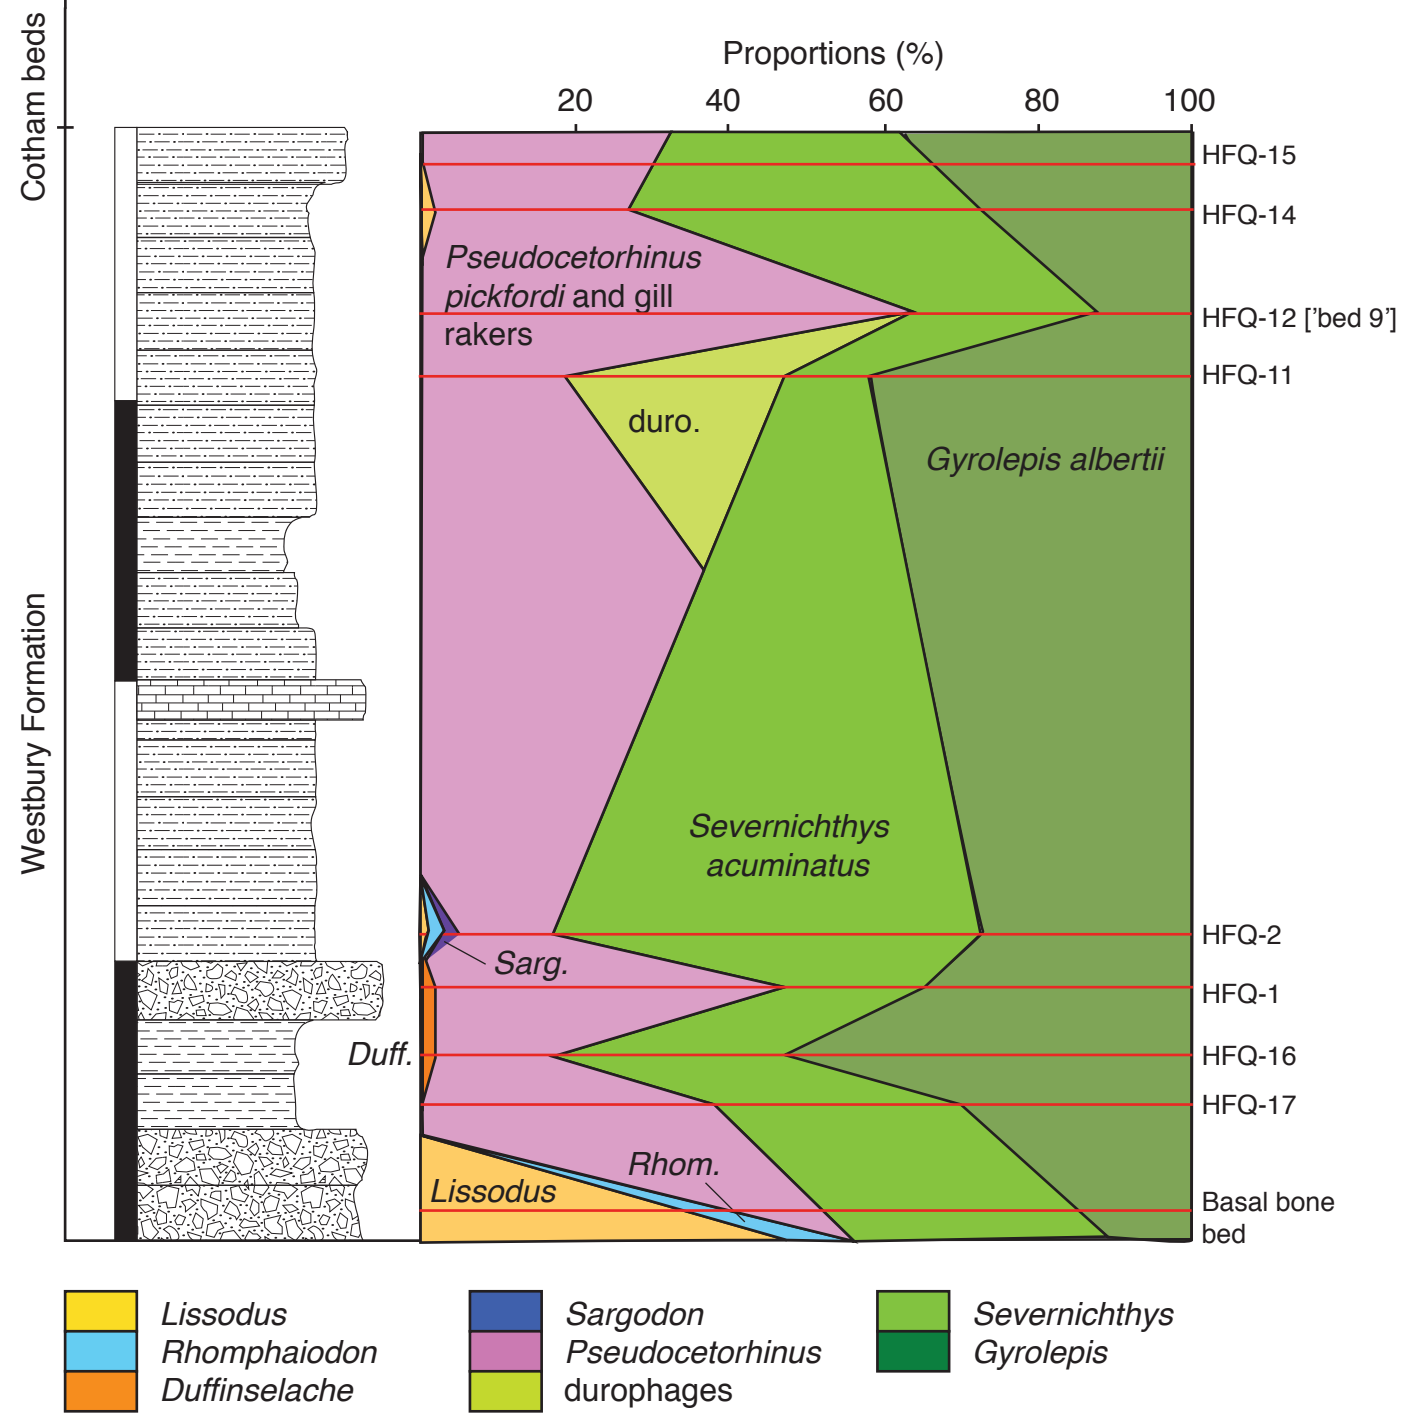 Proportions (%)
20 40 60 80 100
Cotham beds
Westbury Formation
HFQ-15
HFQ-14
HFQ-12 ['bed 9']
HFQ-11
HFQ-2
HFQ-1
HFQ-16
HFQ-17
Basal bone
bed
Pseudocetorhinus
pickfordi and gill
rakers
duro.
Gyrolepis albertii
Severnichthys
acuminatus
Sarg.
Duff.
Rhom.
Lissodus
Lissodus
Rhomphaiodon
Duffinselache
Sargodon
Pseudocetorhinus
durophages
Severnichthys
Gyrolepis